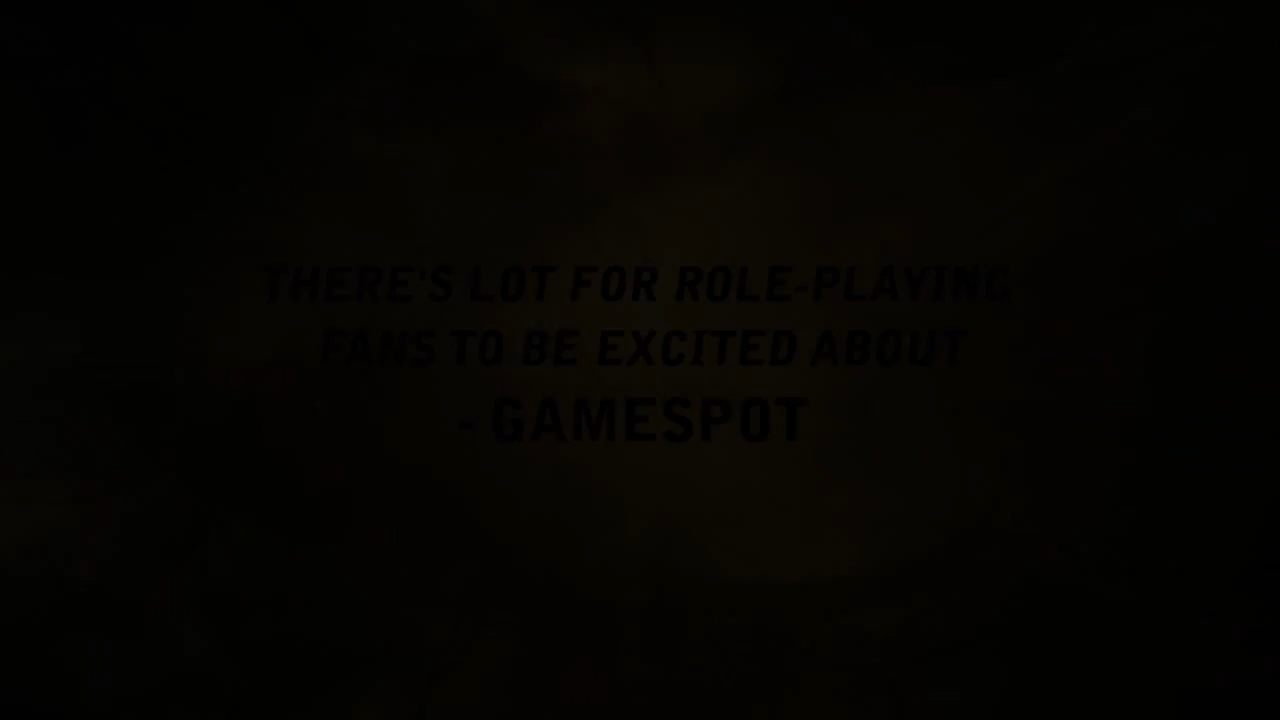 THERE'S LOT FOR ROLE-PLAYING
FANS TO BE EXCITED ABOUT
- GAMESPOT